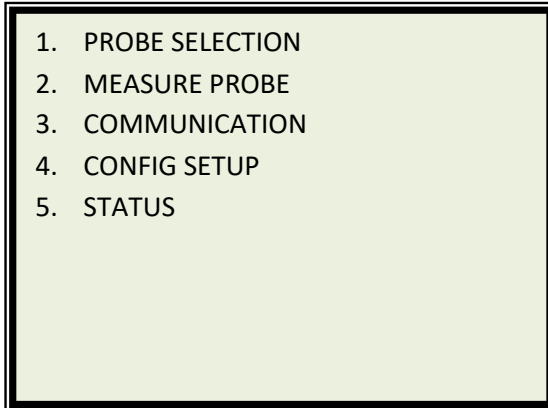 1. PROBE SELECTION
2. MEASURE PROBE
3. COMMUNICATION
4. CONFIG SETUP
5. STATUS